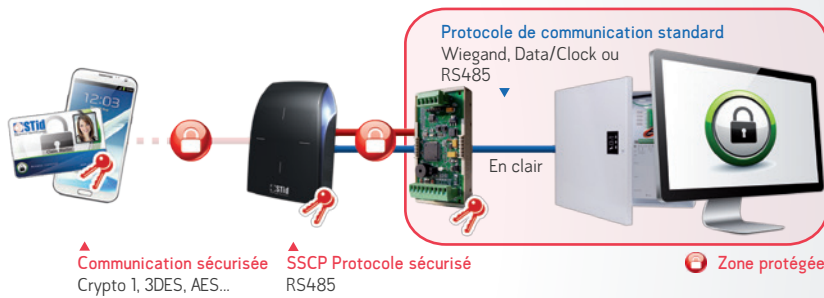 Protocole de communication standard
Wiegand, Data/Clock ou
RS485
12:03
STid
STid
En clair
Communication sécurisée
Crypto 1, 3DES, AES...
SSCP Protocole sécurisé
RS485
Zone protégée